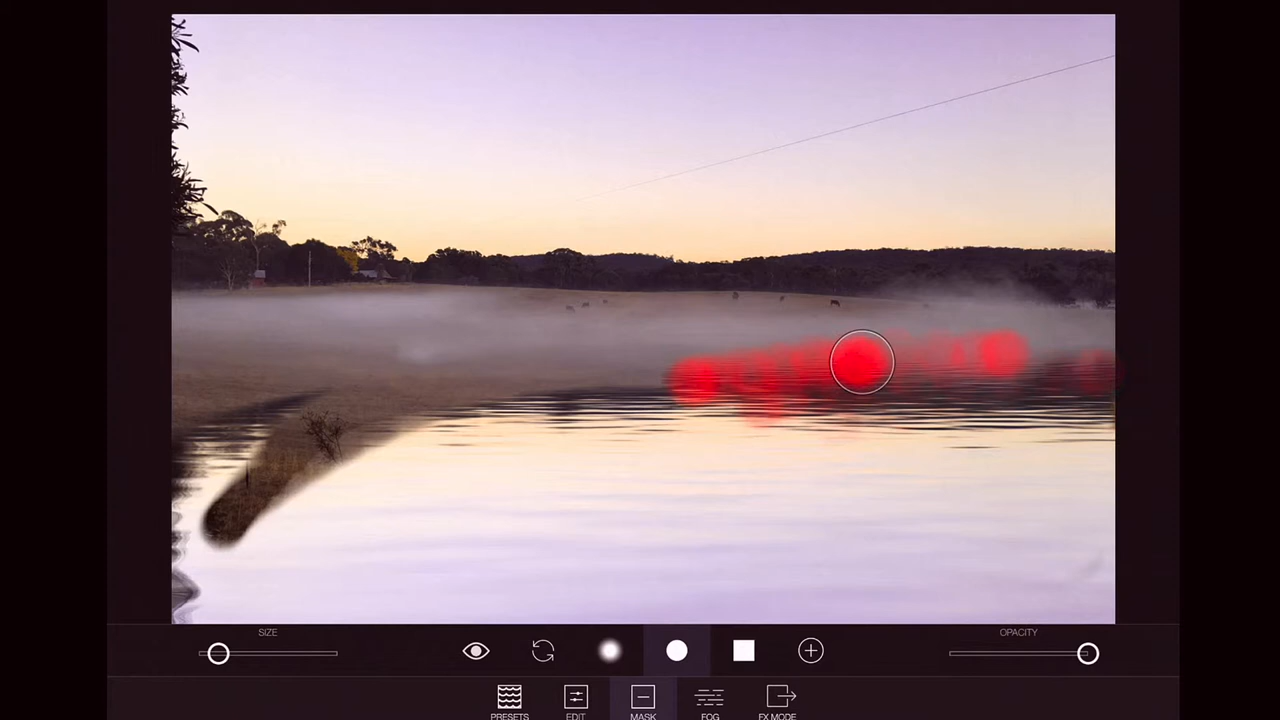 SIZE
OPACITY
PRESETS
EDIT
MASK
FOG
FX MODE